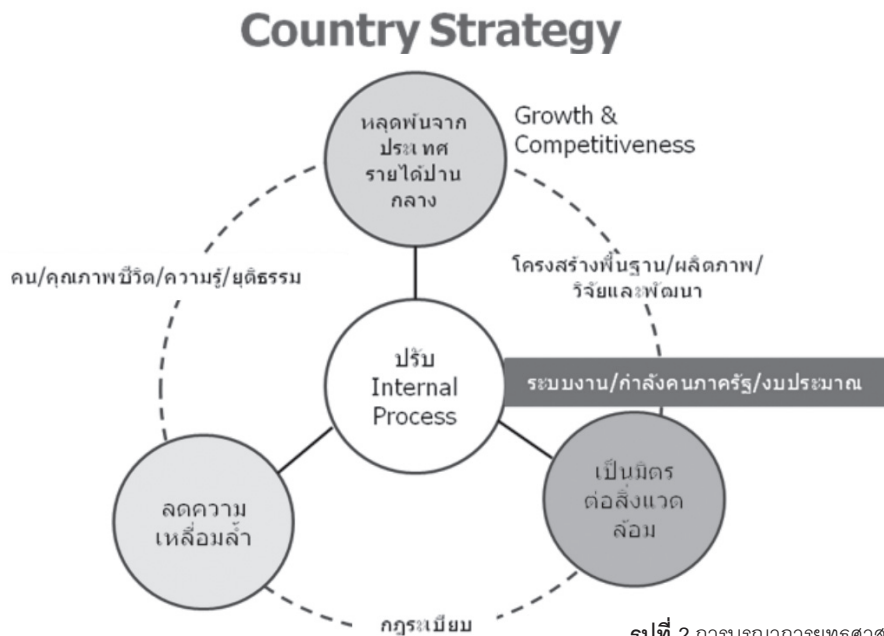 Country Strategy
หลุดพ้นจาก
ประเทศ
รายได้ปาน
กลาง
Growth &
Competitiveness
คน/คุณภาพชีวิต/ความรู้/ยุติธรรม
โครงสร้างพื้นฐาน/ผลิตภาพ/
วิจัยและพัฒนา
ปรับ
Internal
Process
ระบบงาน/กำลังคนภาครัฐ/งบประมาณ
ลดความ
เหลื่อมล้ำ
เป็นมิตร
ต่อสิ่งแวด
ล้อม
กฎระเบียบ